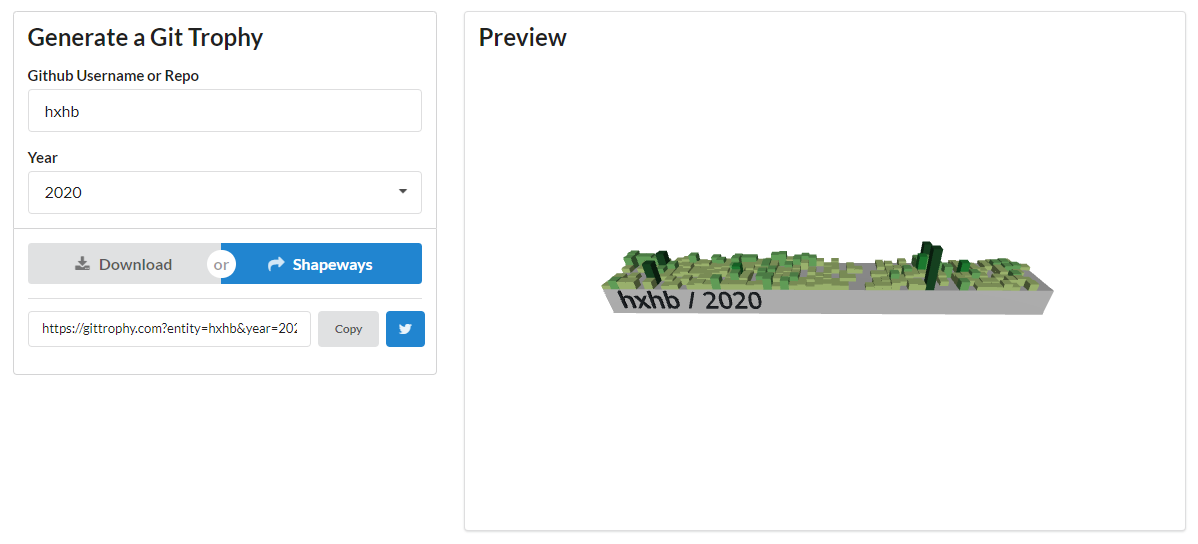 Generate a Git Trophy
Github Username or Repo
hxhb
Year
2020
Download or Shapeways
https://gittrophy.com?entity=hxhb&year=202
Copy
Preview
hxhb / 2020